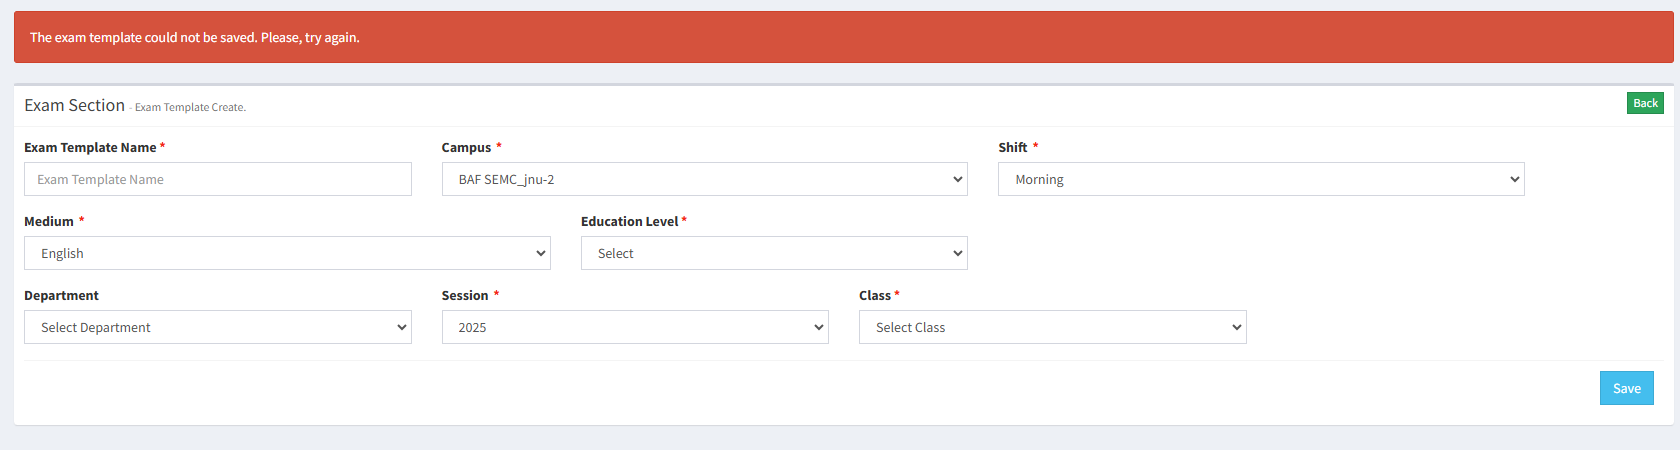 The exam template could not be saved. Please, try again.
Exam Section - Exam Template Create.
Back
Exam Template Name * Campus * Shift *
Exam Template Name BAF SEMC_jnu-2 Morning
Medium * Education Level *
English Select
Department Session * Class *
Select Department 2025 Select Class
Save